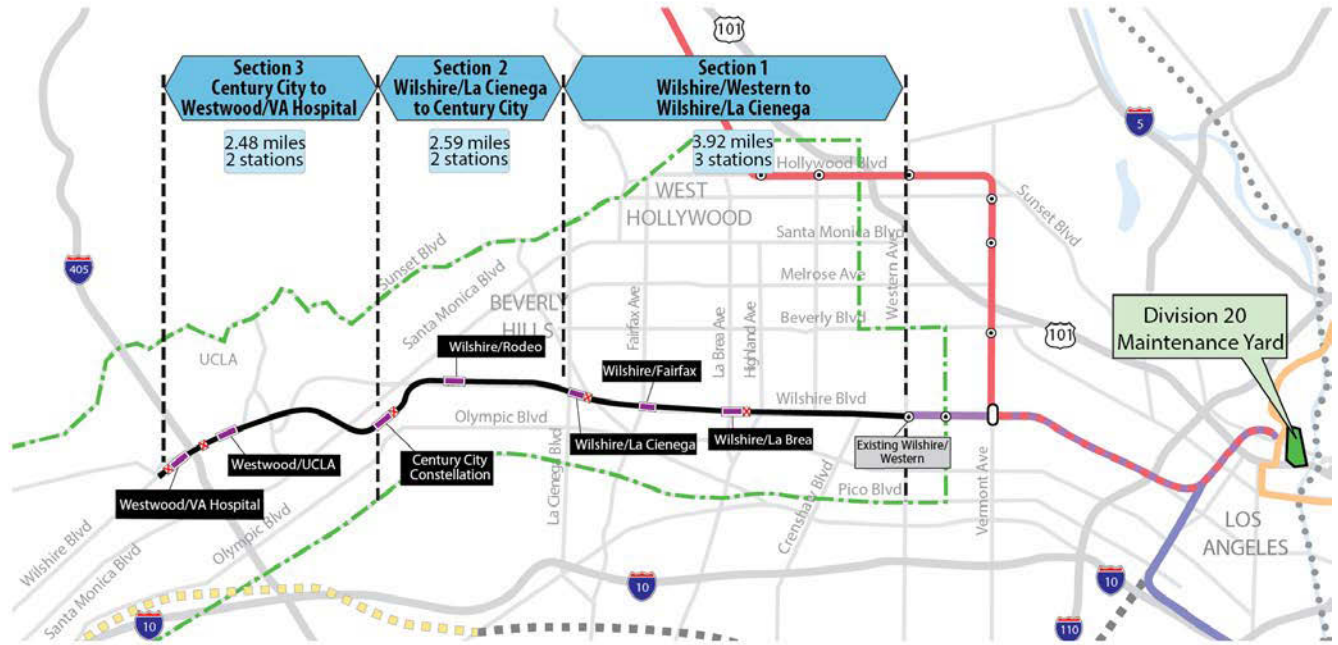 101
Section 3
Century City to
Westwood/VA Hospital
Section 2
Wilshire/La Cienega
to Century City
Section 1
Wilshire/Western to
Wilshire/La Cienega
5
2.48 miles
2 stations
2.59 miles
2 stations
3.92 miles
3 stations
Hollywood Blvd
WEST
HOLLYWOOD
Sunset Blvd
Santa Monica Blvd
Western Ave
Sunset Blvd
405
Santa Monica Blvd
Melrose Ave
BEVERLY
HILLS
Fairfax Ave
La Brea Ave
Highland Ave
Beverly Blvd
101
Division 20
Maintenance Yard
UCLA
Wilshire/Rodeo
Wilshire/Fairfax
Wilshire Blvd
Olympic Blvd
Wilshire/La Cienega
Wilshire/La Brea
Existing Wilshire/
Western
Westwood/UCLA
Century City
Constellation
La Cienega Blvd
Westwood/VA Hospital
Crenshaw Blvd
Pico Blvd
Vermont Ave
LOS
ANGELES
Wilshire Blvd
Santa Monica Blvd
Olympic Blvd
10
10
10
110